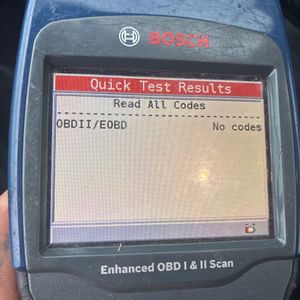 BOSCH
Quick Test Results
Read All Codes
OBDII/EOBD No codes
Enhanced OBD I & II Scan